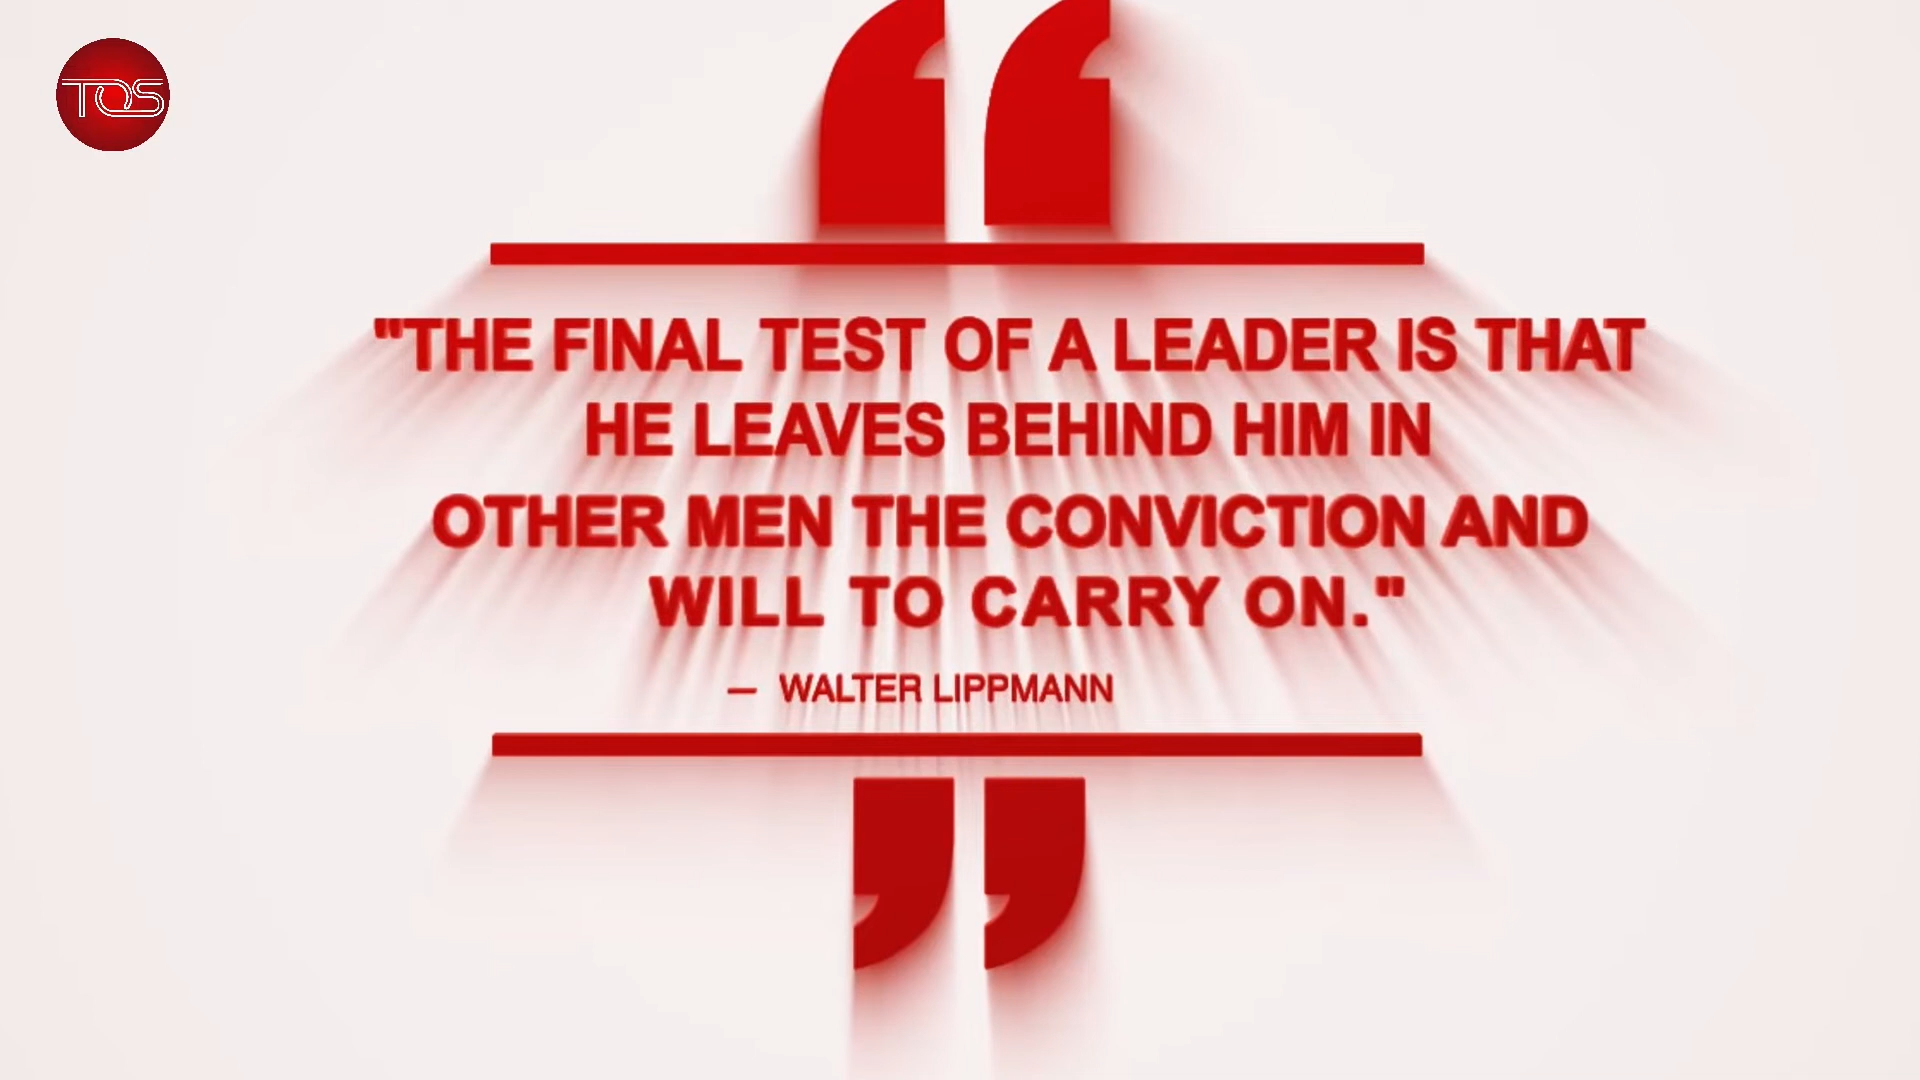 TQS
"THE FINAL TEST OF A LEADER IS THAT
HE LEAVES BEHIND HIM IN
OTHER MEN THE CONVICTION AND
WILL TO CARRY ON."
— WALTER LIPPMANN